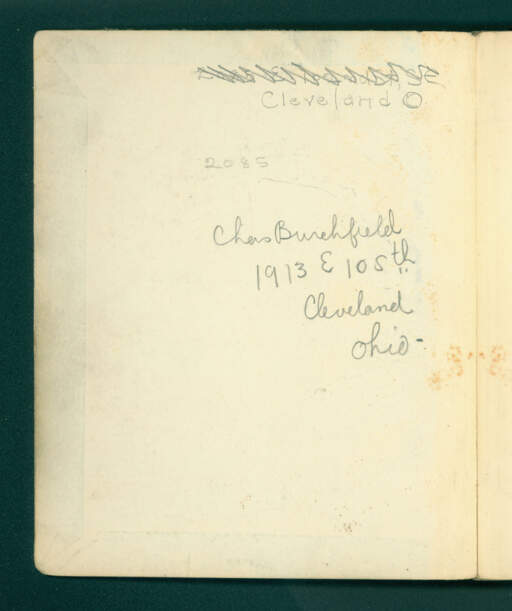 Cleveland O
2085
Chas Burchfield
1913 E 105th
Cleveland
Ohio-